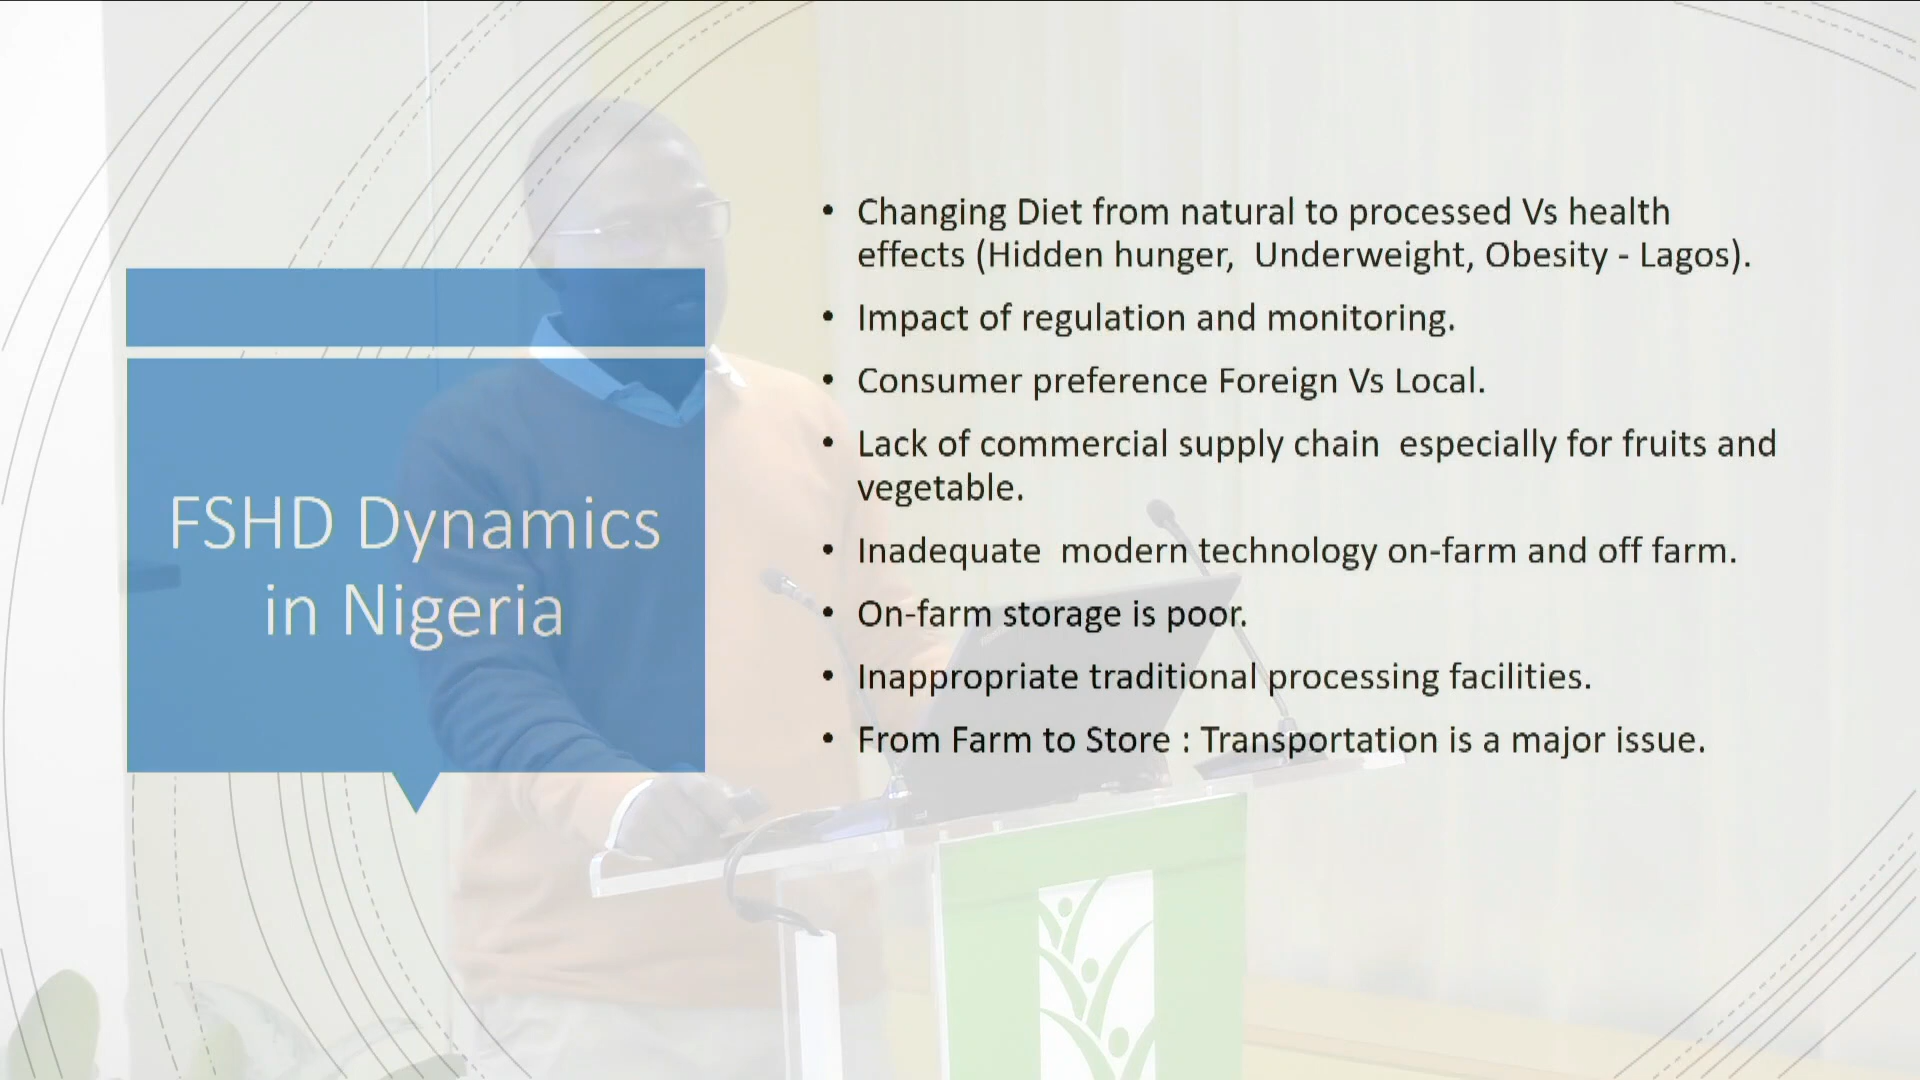 FSHD Dynamics
in Nigeria
• Changing Diet from natural to processed Vs health
effects (Hidden hunger,  Underweight, Obesity - Lagos).
• Impact of regulation and monitoring.
• Consumer preference Foreign Vs Local.
• Lack of commercial supply chain  especially for fruits and
vegetable.
• Inadequate  modern technology on-farm and off farm.
• On-farm storage is poor.
• Inappropriate traditional processing facilities.
• From Farm to Store : Transportation is a major issue.